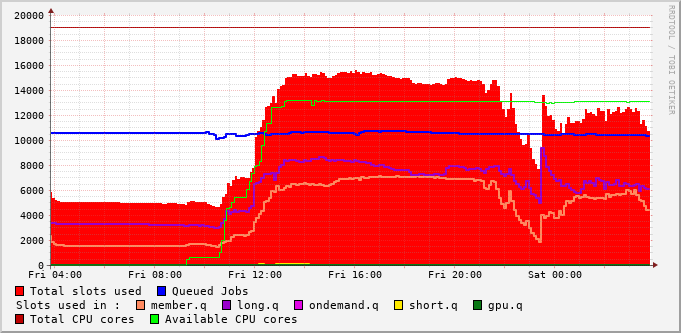 20000
18000
16000
14000
12000
10000
8000
6000
4000
2000
0
Fri 04:00 Fri 08:00 Fri 12:00 Fri 16:00 Fri 20:00 Sat 00:00
Total slots used Queued Jobs
Slots used in : member.q long.q ondemand.q short.q gpu.q
Total CPU cores Available CPU cores
RRDTOOL / TOBI OETIKER